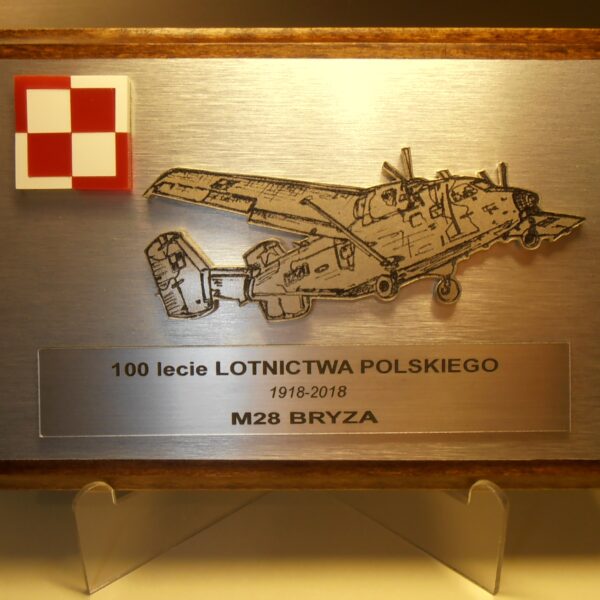 100 lecie LOTNICTWA POLSKIEGO
1918-2018
M28 BRYZA